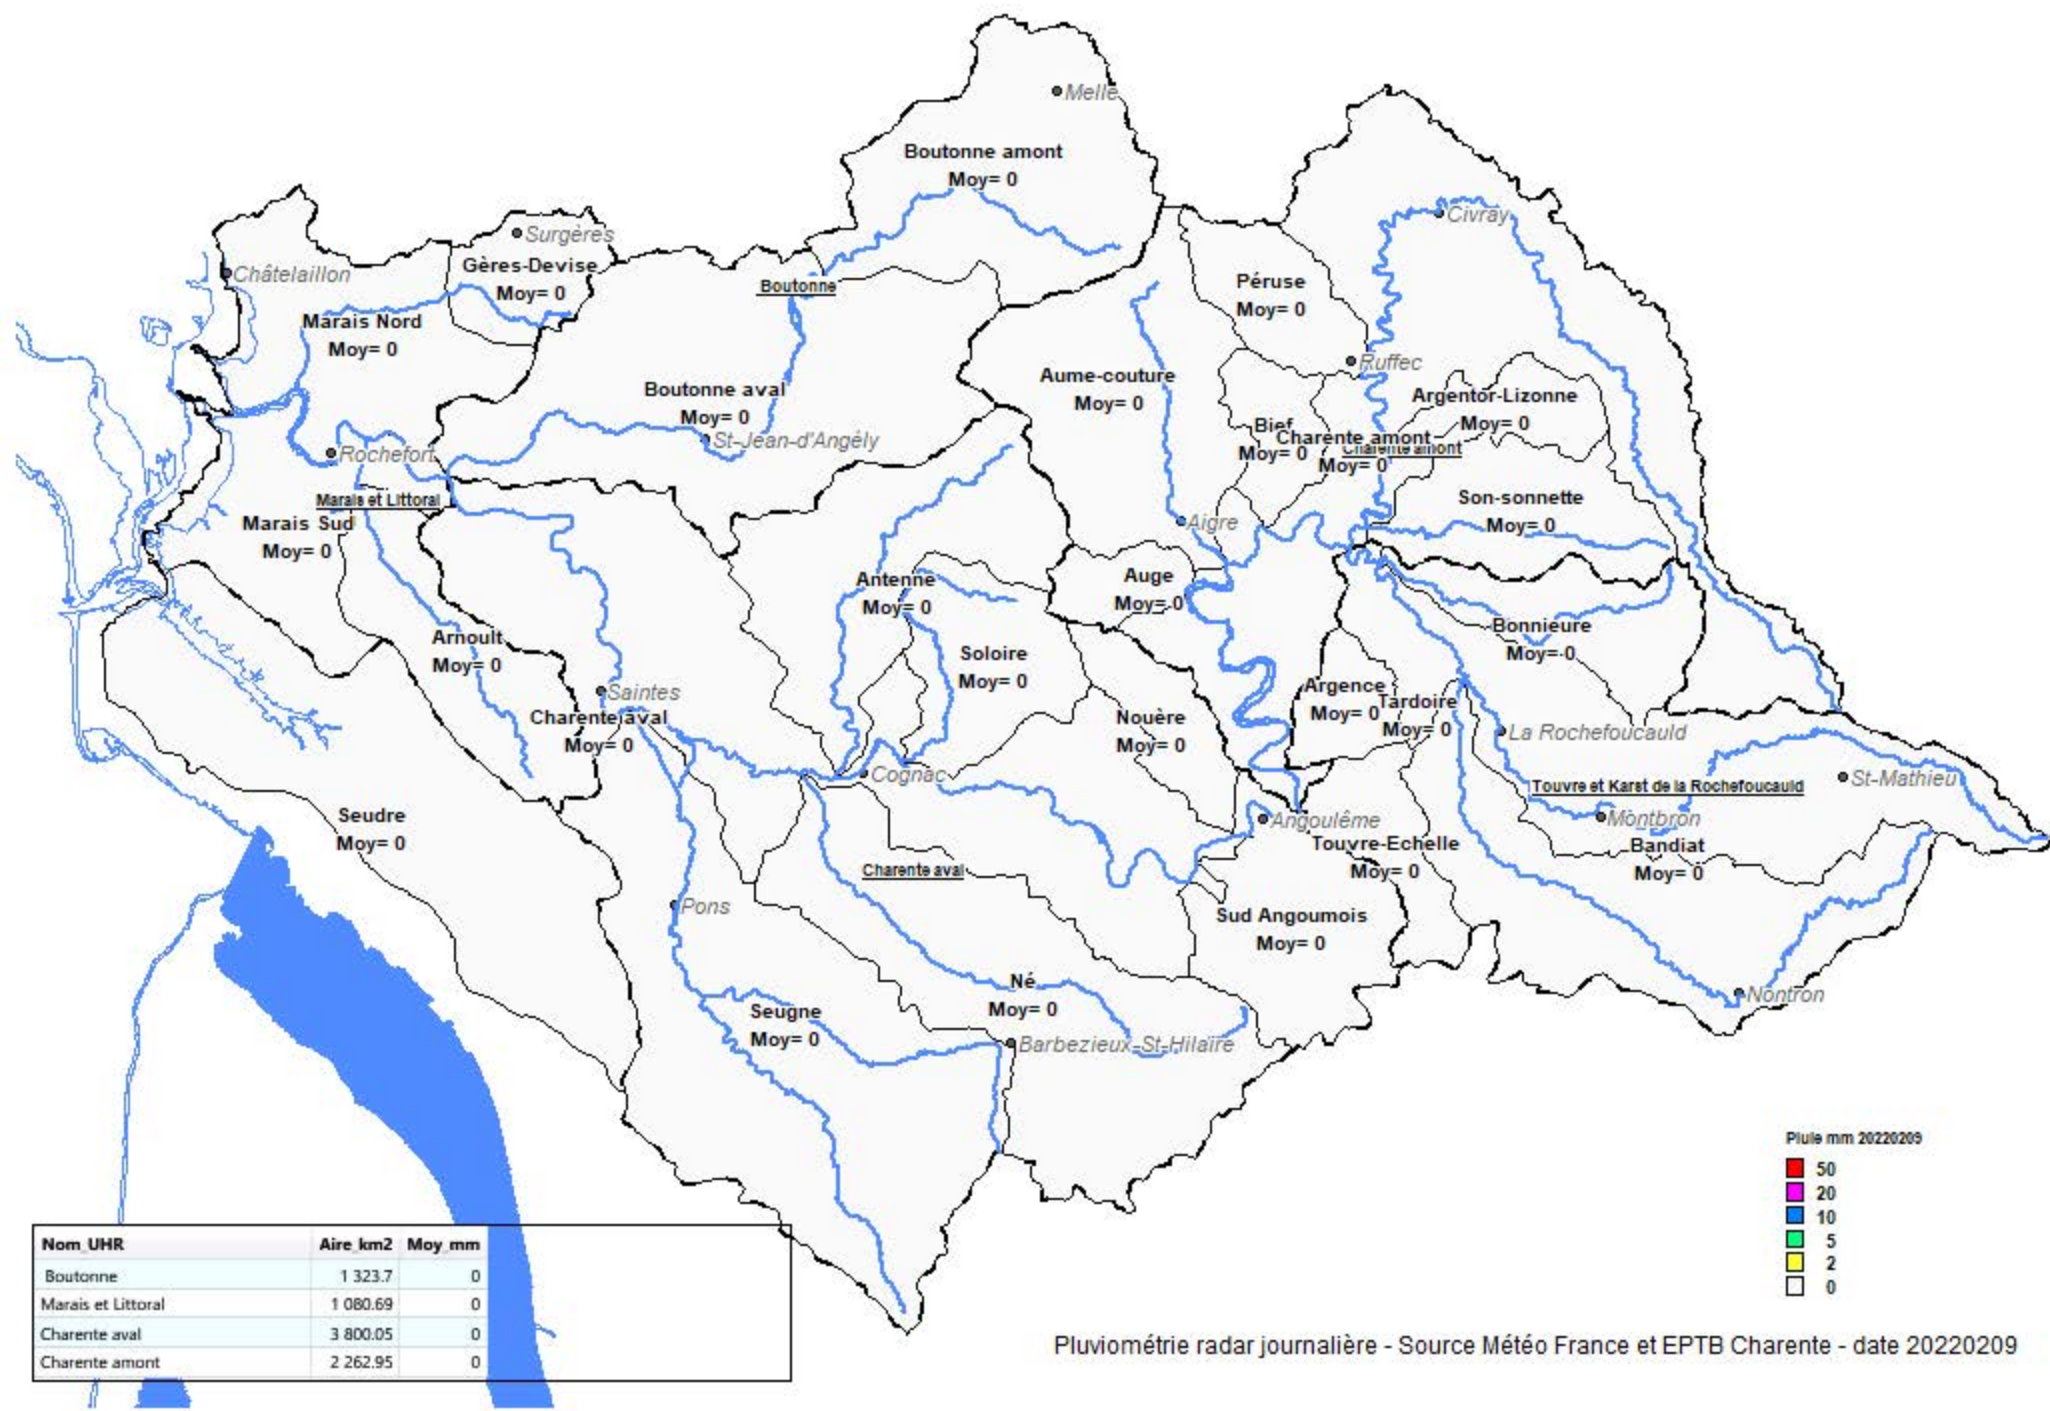 Melle
Boutonne amont
Moy= 0
Civray
Surgères
Châtelaillon
Gères-Devise
Moy= 0
Boutonne
Péruse
Moy= 0
Marais Nord
Moy= 0
Ruffec
Boutonne aval
Moy= 0
Aume-couture
Moy= 0
Argentor-Lizonne
Moy= 0
Bief
Moy= 0
Charente amont
Moy= 0
Charente amont
St-Jean-d'Angély
Rochefort
Marais et Littoral
Son-sonnette
Moy= 0
Marais Sud
Moy= 0
Aigre
Antenne
Moy= 0
Auge
Moy= 0
Bonnieure
Moy= 0
Arnoult
Moy= 0
Soloire
Moy= 0
Saintes
Charente aval
Moy= 0
Nouère
Moy= 0
Argence
Moy= 0
Tardoire
Moy= 0
La Rochefoucauld
Cognac
Touvre et Karst de la Rochefoucauld
St-Mathieu
Seudre
Moy= 0
Angoulême
Montbron
Touvre-Echelle
Moy= 0
Bandiat
Moy= 0
Charente aval
Pons
Sud Angoumois
Moy= 0
Né
Moy= 0
Nontron
Seugne
Moy= 0
Barbezieux-St-Hilaire
Pluie mm 20220209
50
20
10
5
2
0
Nom_UHR Aire_km2 Moy_mm
Boutonne 1 323.7 0
Marais et Littoral 1 080.69 0
Charente aval 3 800.05 0
Charente amont 2 262.95 0
Pluviométrie radar journalière - Source Météo France et EPTB Charente - date 20220209